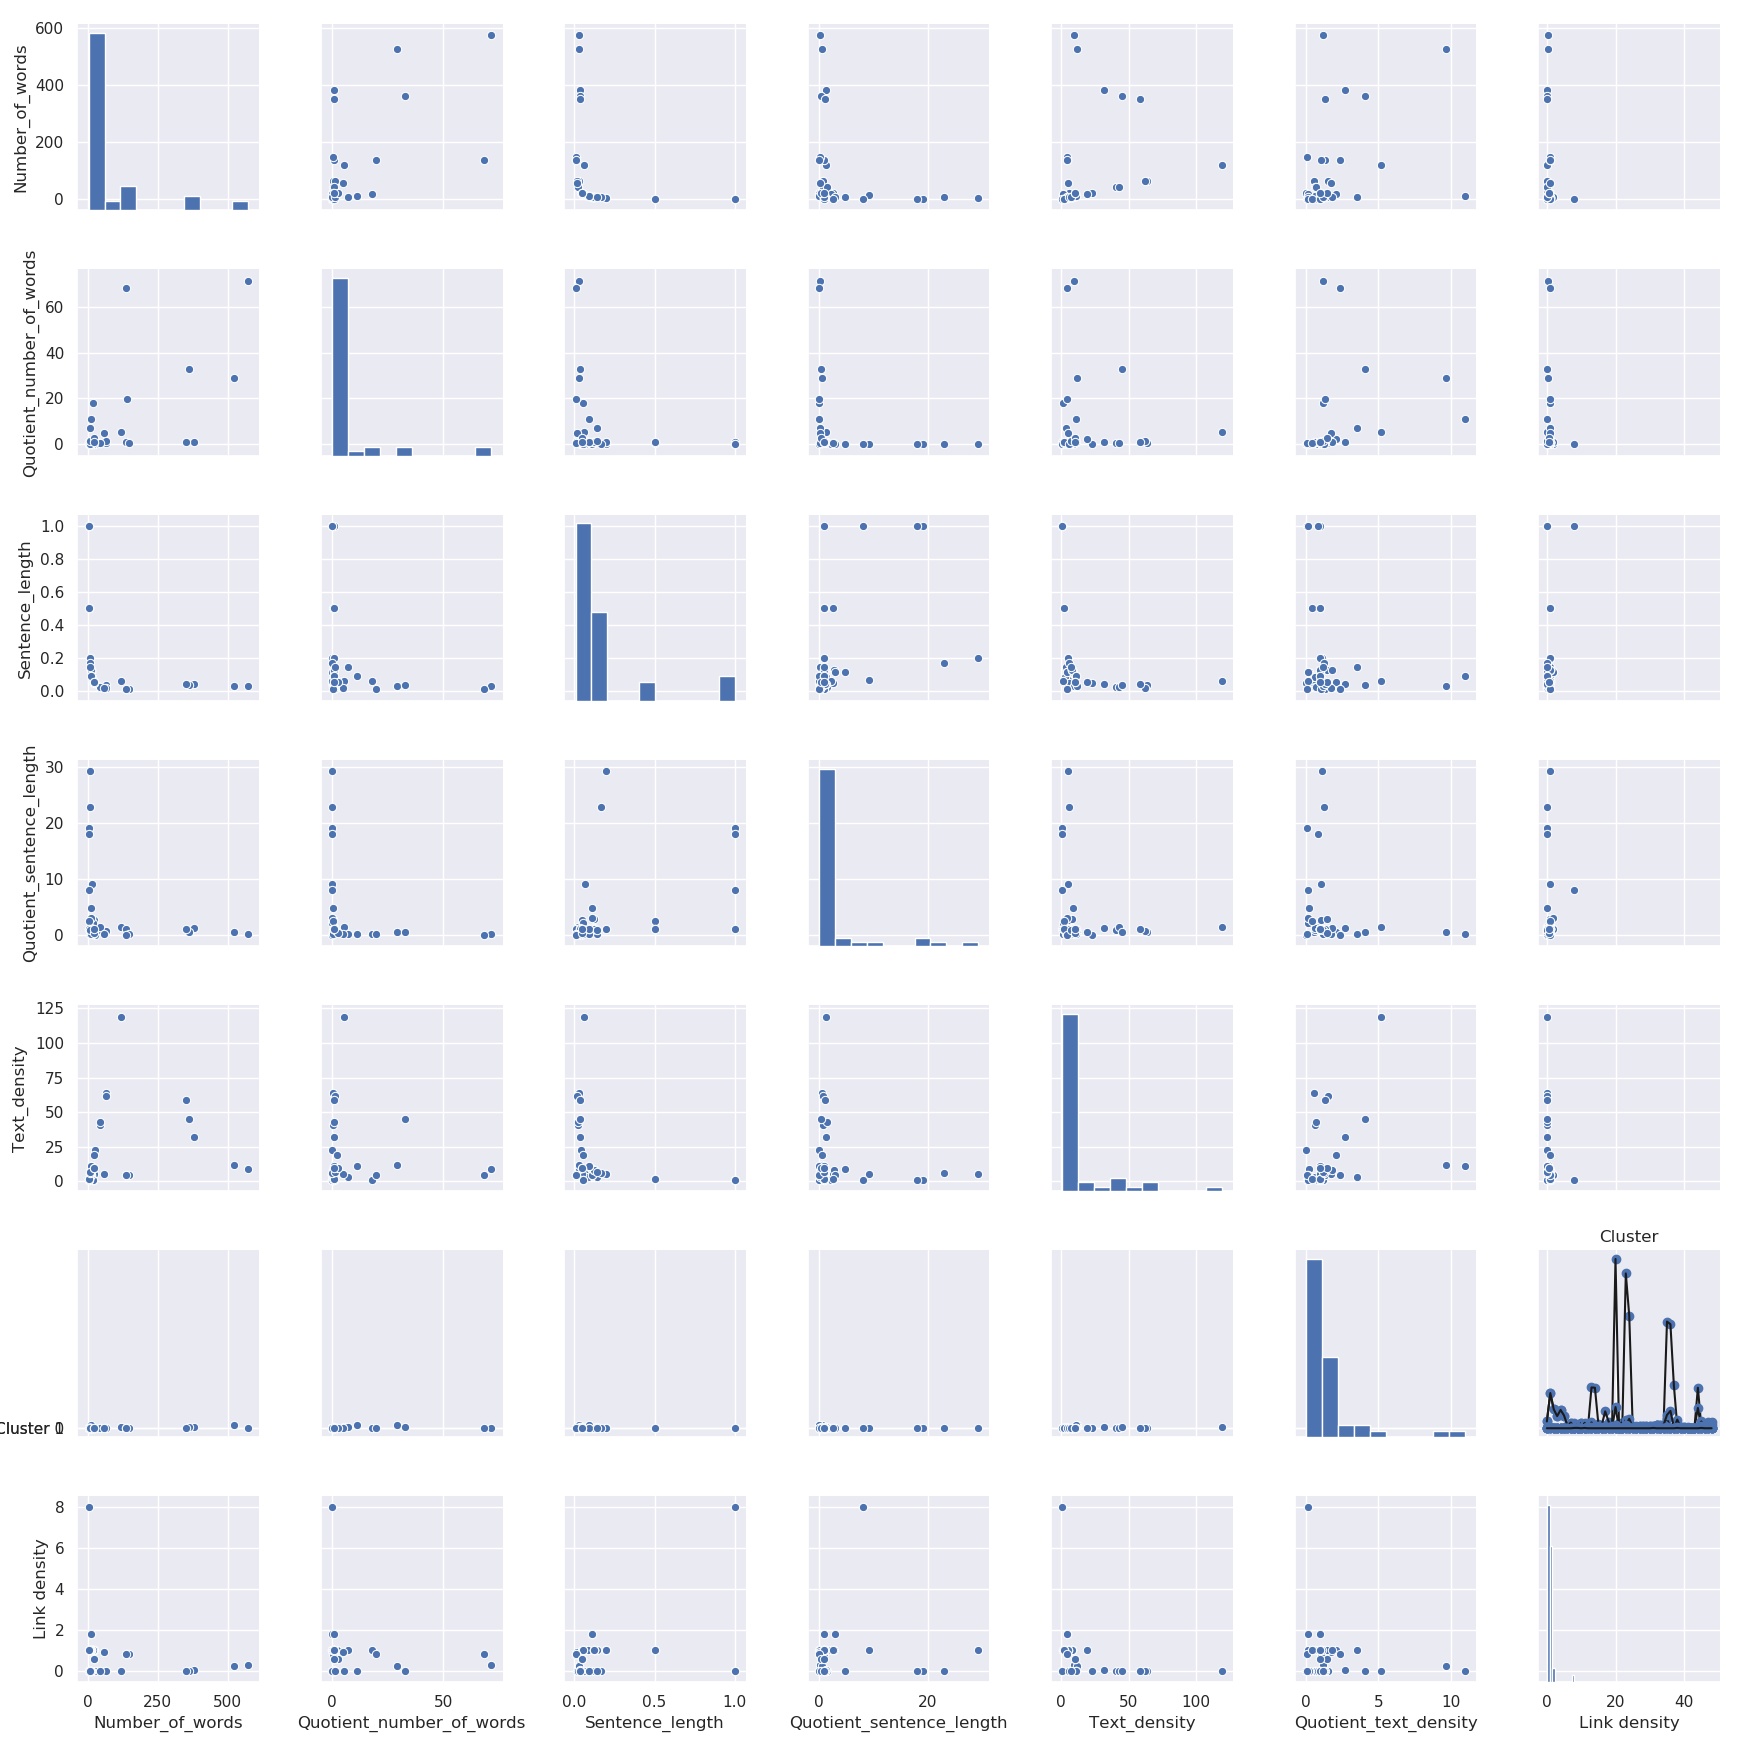 600
400
200
0
Number_of_words
60
40
20
0
Quotient_number_of_words
1.0
0.8
0.6
0.4
0.2
0.0
Sentence_length
30
20
10
0
Quotient_sentence_length
125
100
75
50
25
0
Text_density
Cluster
Cluster
8
6
4
2
0
Link density
0 250 500
0 50
0.0 0.5 1.0
0 20
0 50 100
0 5 10
0 20 40
Number_of_words
Quotient_number_of_words
Sentence_length
Quotient_sentence_length
Text_density
Quotient_text_density
Link density